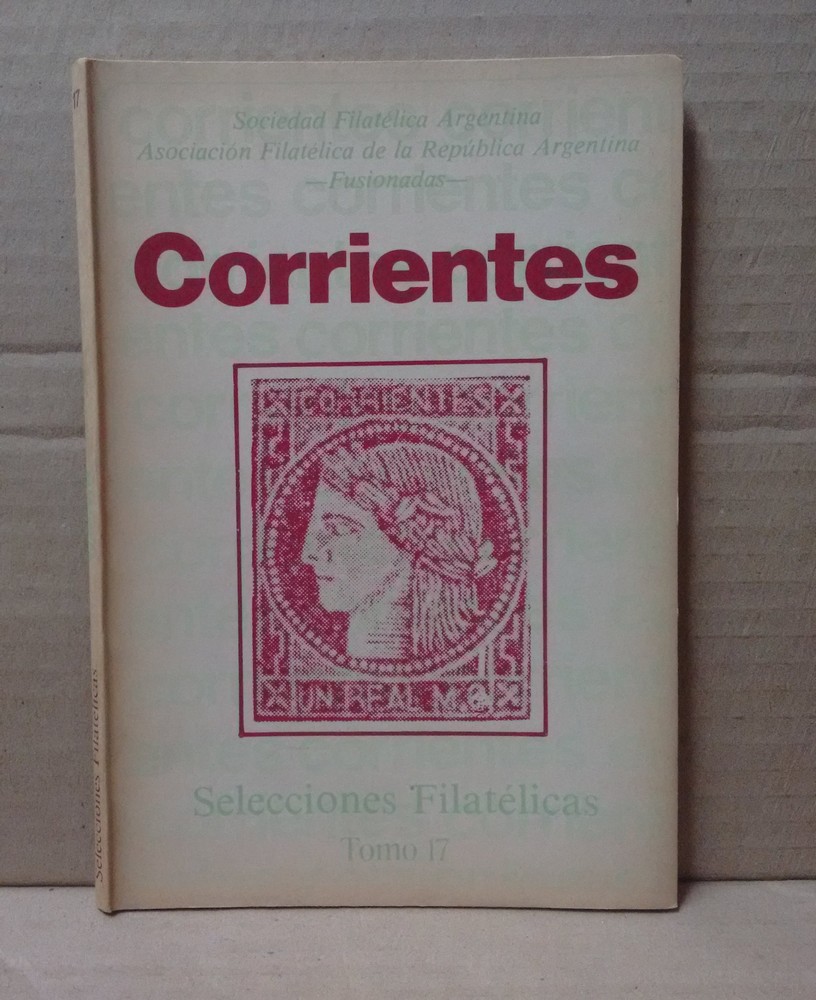 Sociedad Filatélica Argentina
Asociación Filatélica de la República Argentina
—Fusionadas—
Corrientes
CORRIENTES
UN REAL M.C.
Selecciones Filatélicas
Tomo 17
17
Selecciones Filatélicas